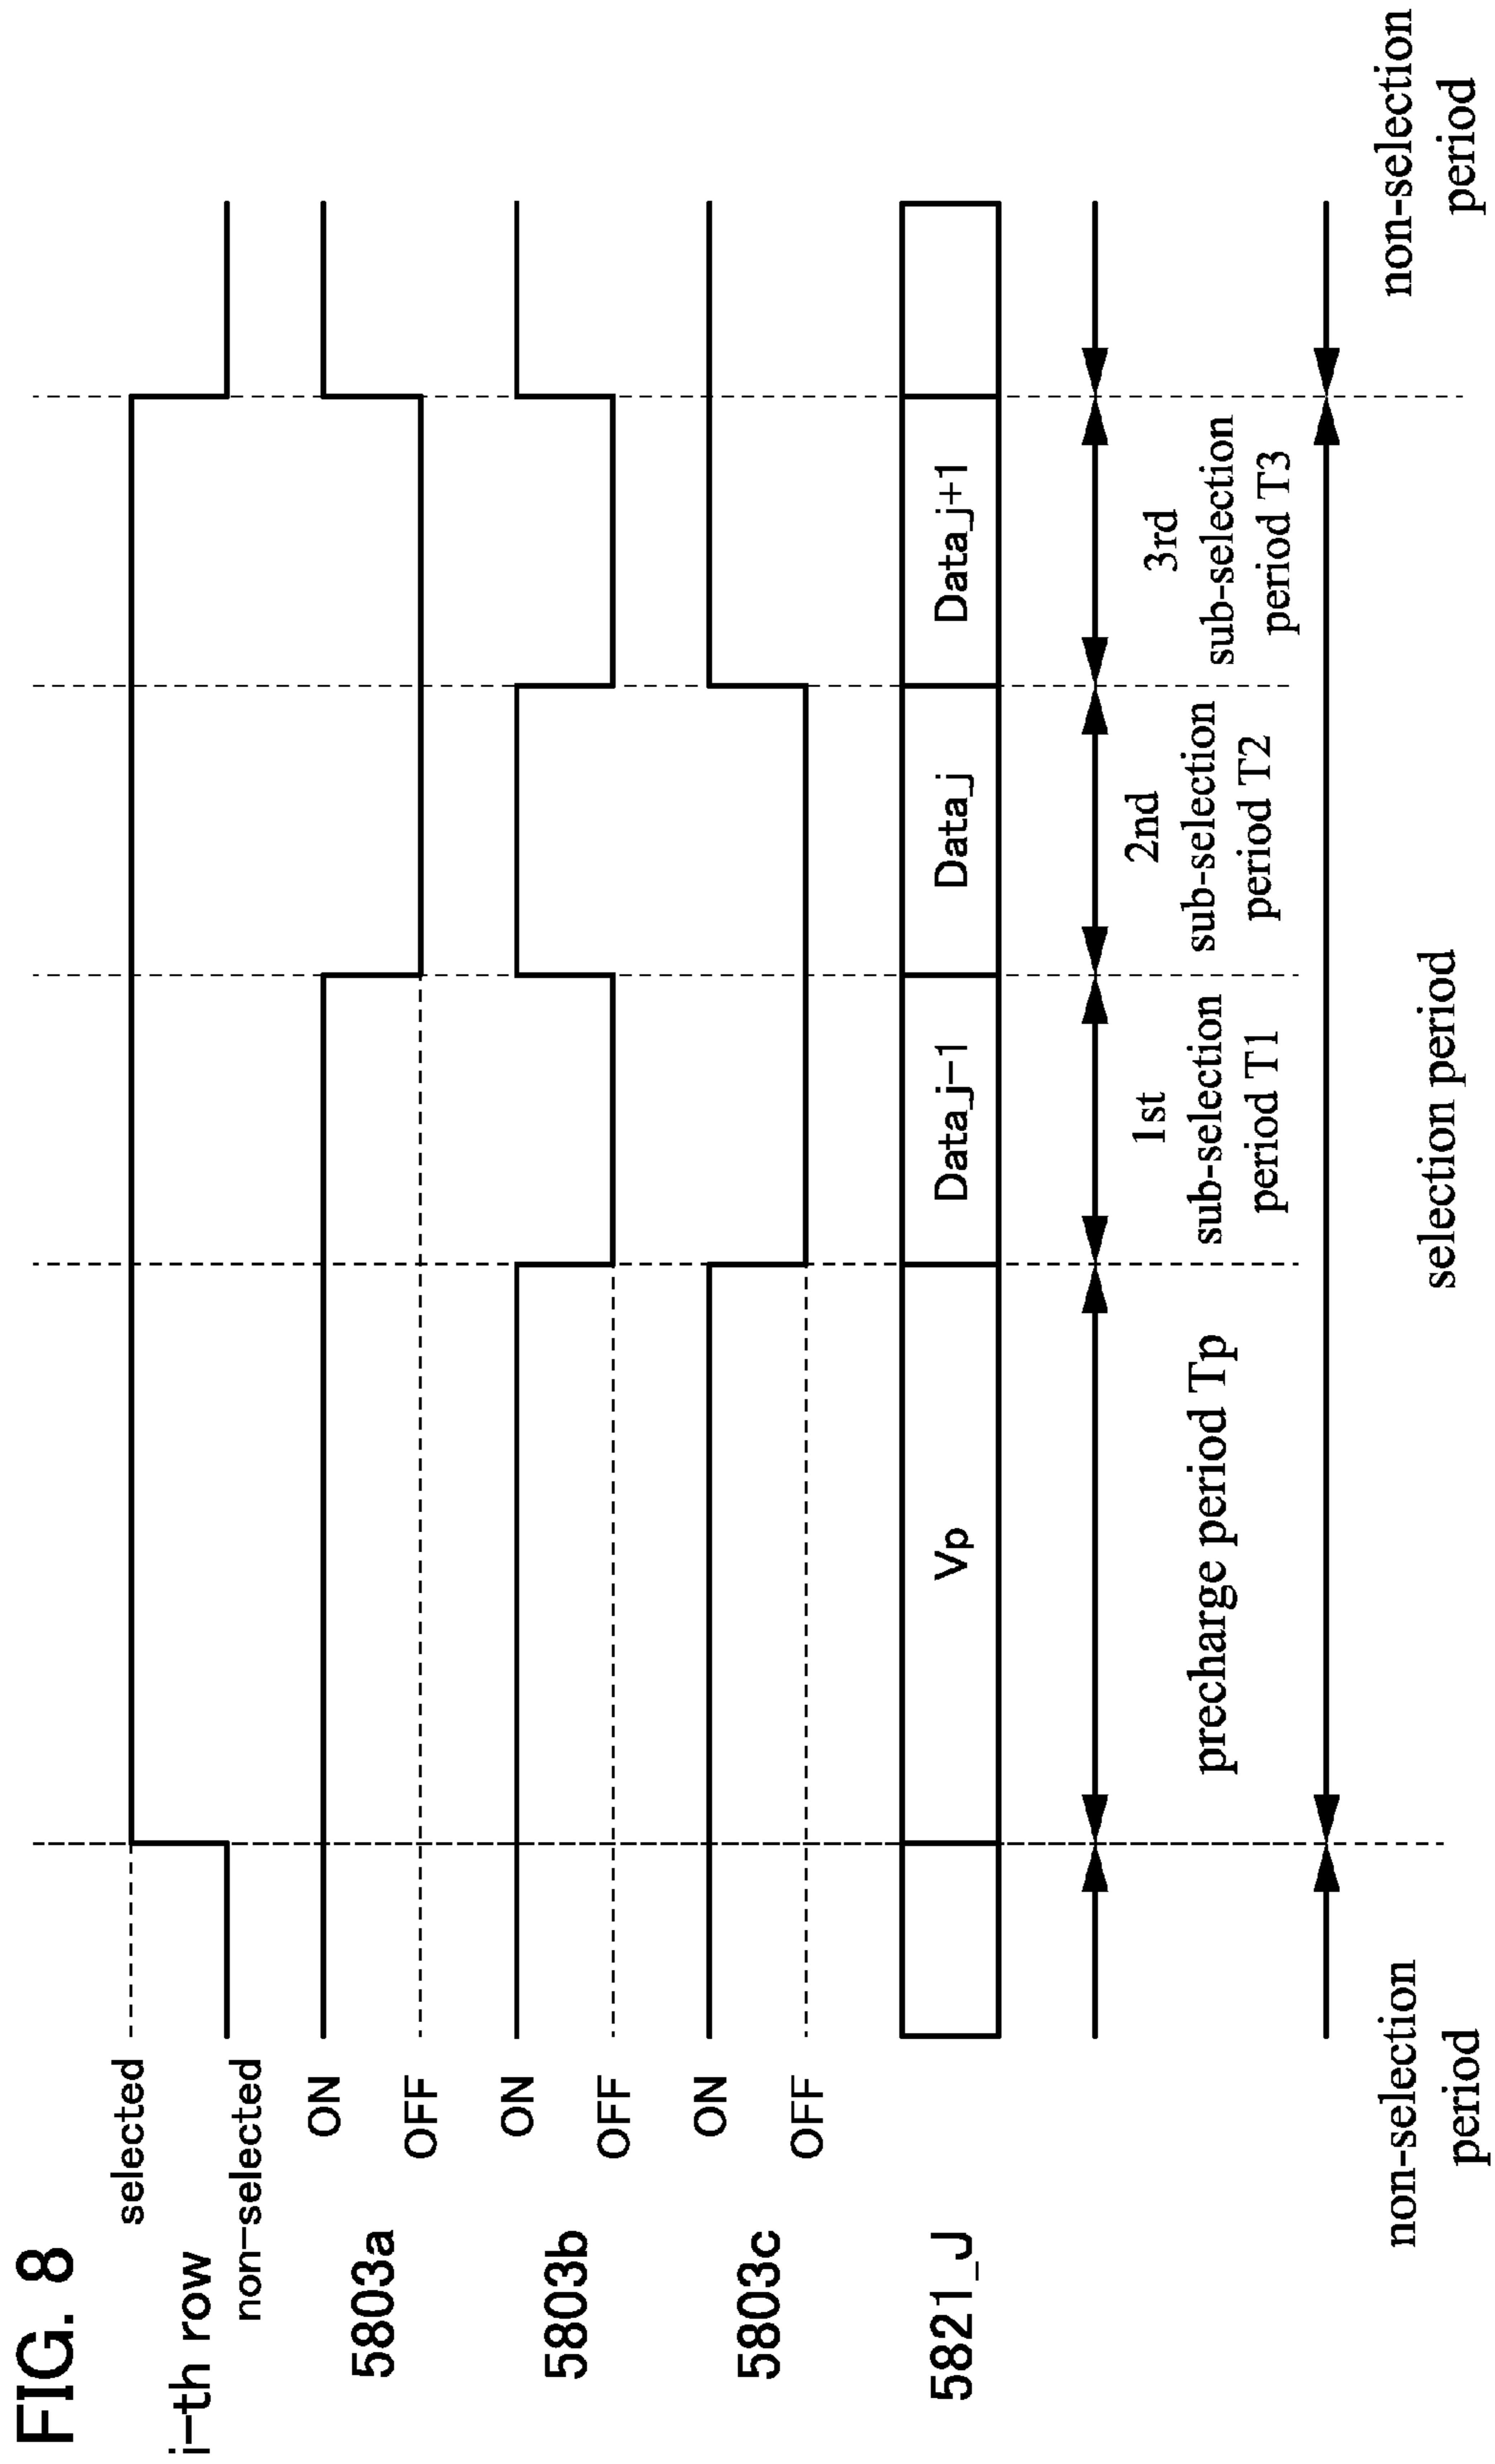 FIG. 8
selected
i-th row
non-selected
ON
5803a
OFF
ON
5803b
OFF
ON
5803c
OFF
5821_J
Vp
Data_j-1
Data_j
Data_j+1
precharge period Tp
1st
sub-selection
period T1
2nd
sub-selection
period T2
3rd
sub-selection
period T3
non-selection
period
selection period
non-selection
period